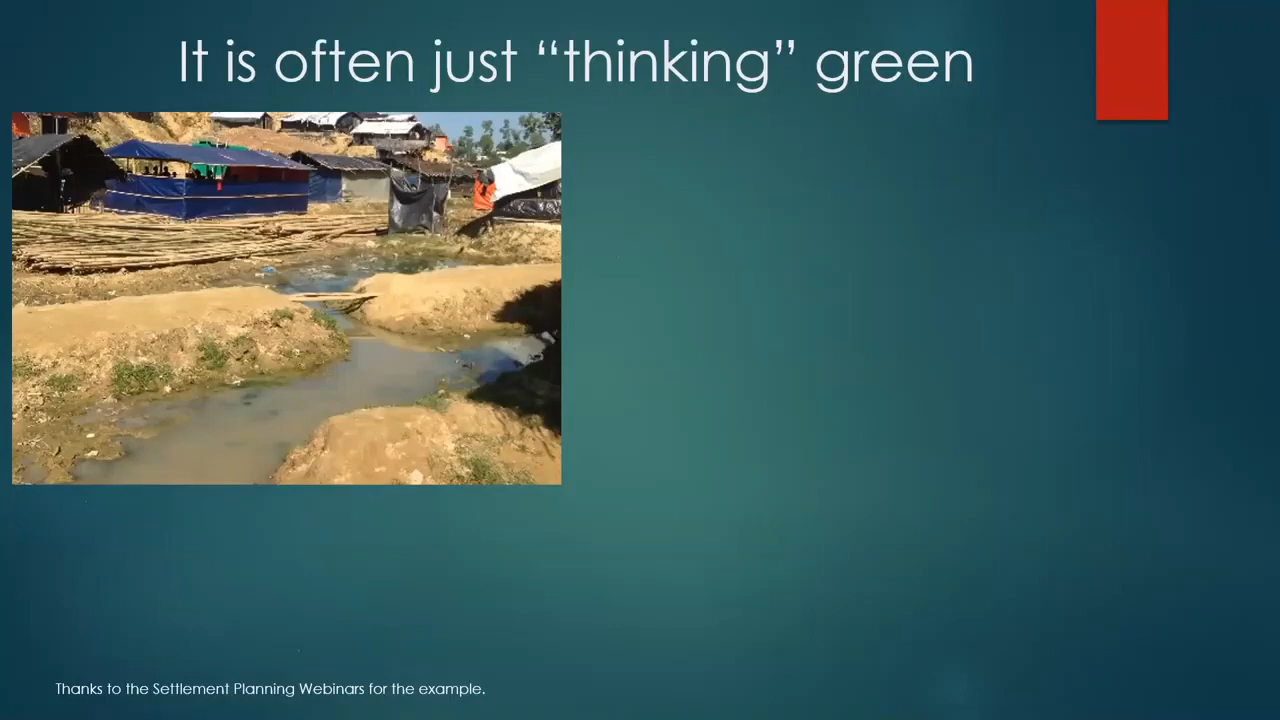 It is often just “thinking” green
Thanks to the Settlement Planning Webinars for the example.